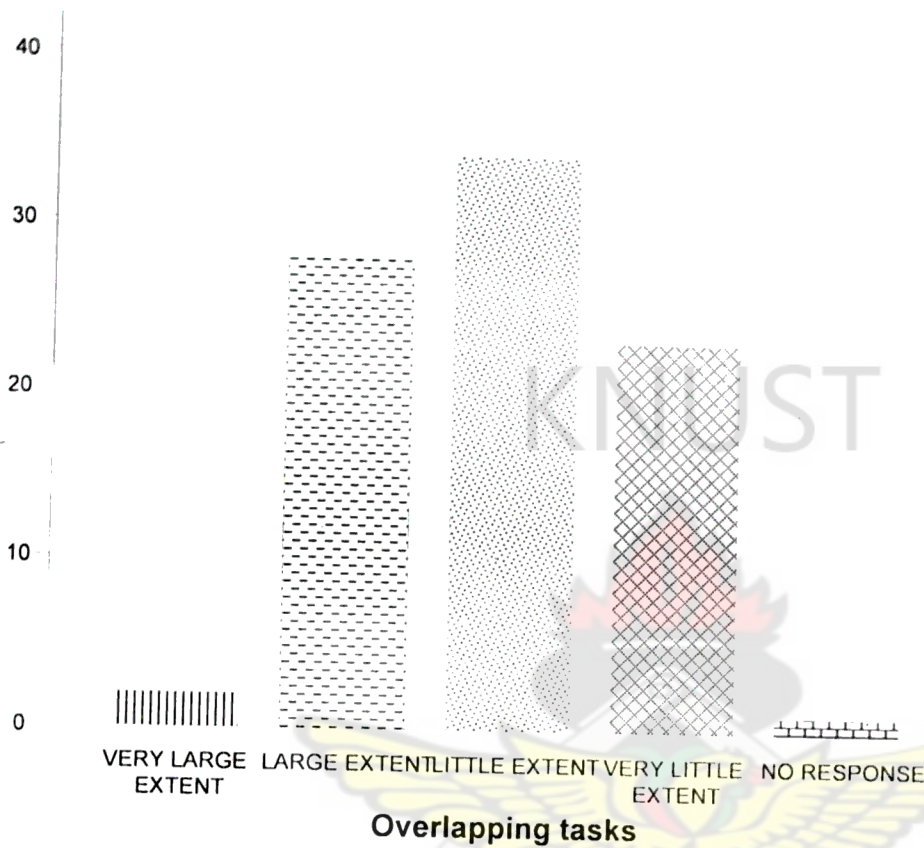 40
30
20
10
0
KNUST
VERY LARGE EXTENT
LARGE EXTENT
LITTLE EXTENT
VERY LITTLE EXTENT
NO RESPONSE
Overlapping tasks